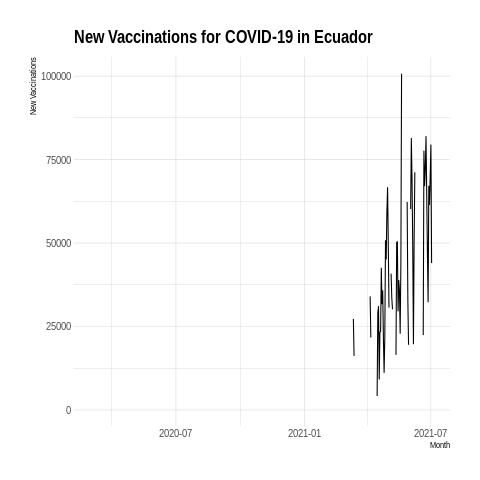 New Vaccinations for COVID-19 in Ecuador
New Vaccinations
100000
75000
50000
25000
0
2020-07
2021-01
2021-07
Month